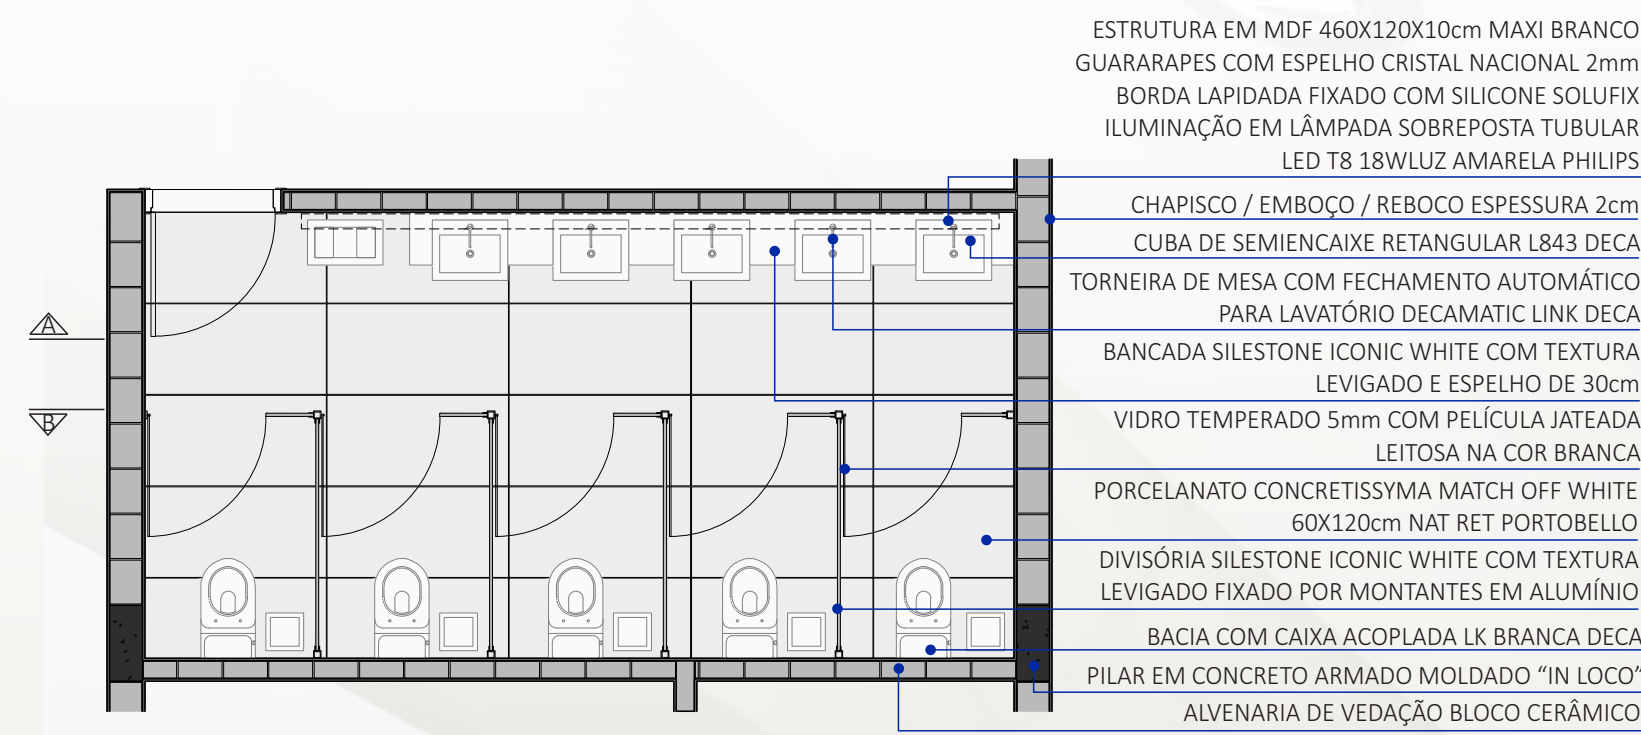 ESTRUTURA EM MDF 460X120X10cm MAXI BRANCO
GUARARAPES COM ESPELHO CRISTAL NACIONAL 2mm
BORDA LAPIDADA FIXADO COM SILICONE SOLUFIX
ILUMINAÇÃO EM LÂMPADA SOBREPOSTA TUBULAR
LED T8 18WLUZ AMARELA PHILIPS
CHAPISCO / EMBOÇO / REBOCO ESPESSURA 2cm
CUBA DE SEMIENCAIXE RETANGULAR L843 DECA
TORNEIRA DE MESA COM FECHAMENTO AUTOMÁTICO
PARA LAVATÓRIO DECAMATIC LINK DECA
A
BANCADA SILESTONE ICONIC WHITE COM TEXTURA
LEVIGADO E ESPELHO DE 30cm
B
VIDRO TEMPERADO 5mm COM PELÍCULA JATEADA
LEITOSA NA COR BRANCA
PORCELANATO CONCRETISSYMA MATCH OFF WHITE
60X120cm NAT RET PORTOBELLO
DIVISÓRIA SILESTONE ICONIC WHITE COM TEXTURA
LEVIGADO FIXADO POR MONTANTES EM ALUMÍNIO
BACIA COM CAIXA ACOPLADA LK BRANCA DECA
PILAR EM CONCRETO ARMADO MOLDADO “IN LOCO”
ALVENARIA DE VEDAÇÃO BLOCO CERÂMICO